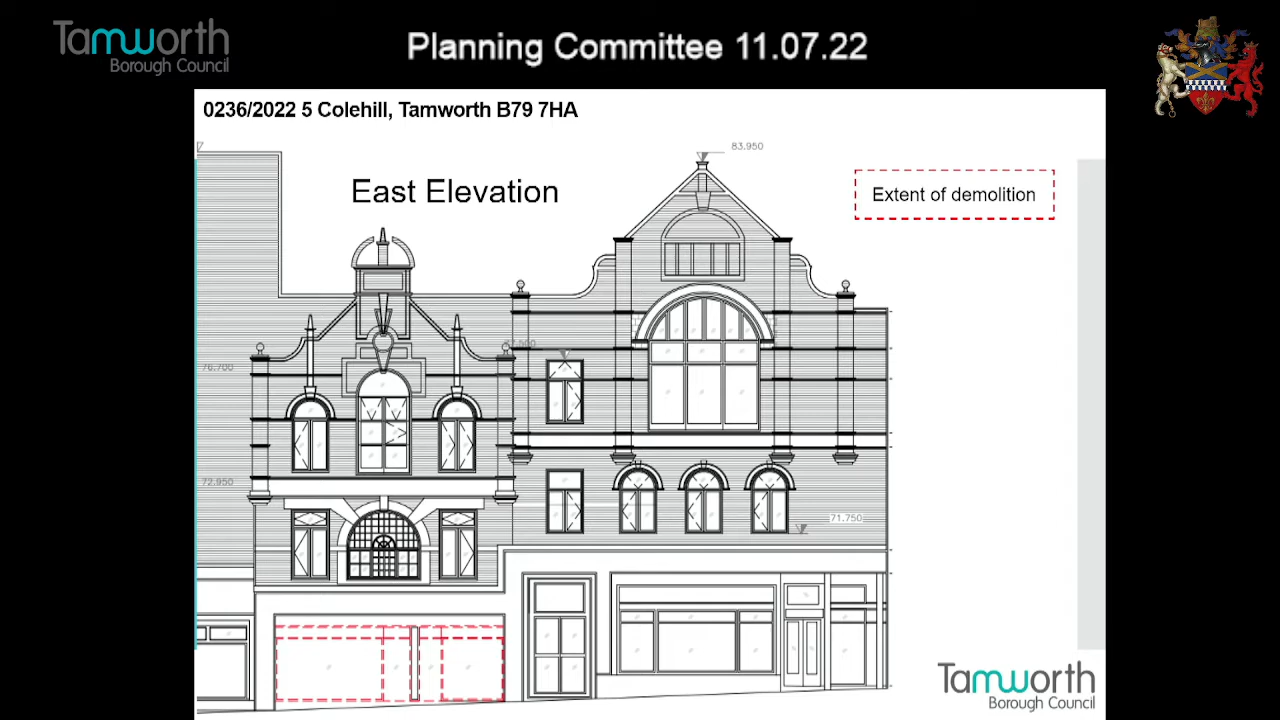 Tamworth
Borough Council
Planning Committee 11.07.22
0236/2022 5 Colehill, Tamworth B79 7HA
83.950
East Elevation
Extent of demolition
76.700
72.950
71.750
Tamworth
Borough Council